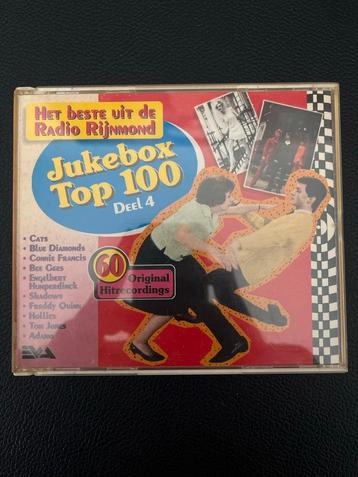 Het beste uit de
Radio Rijnmond
Jukebox
Top 100
Deel 4
60
Original
Hitrecordings
• Cats
• Blue Diamonds
• Connie Francis
• Bee Gees
• Engelbert
Humperdinck
• Shadows
• Freddy Quinn
• Hollies
• Tom Jones
• Adamo
EVA